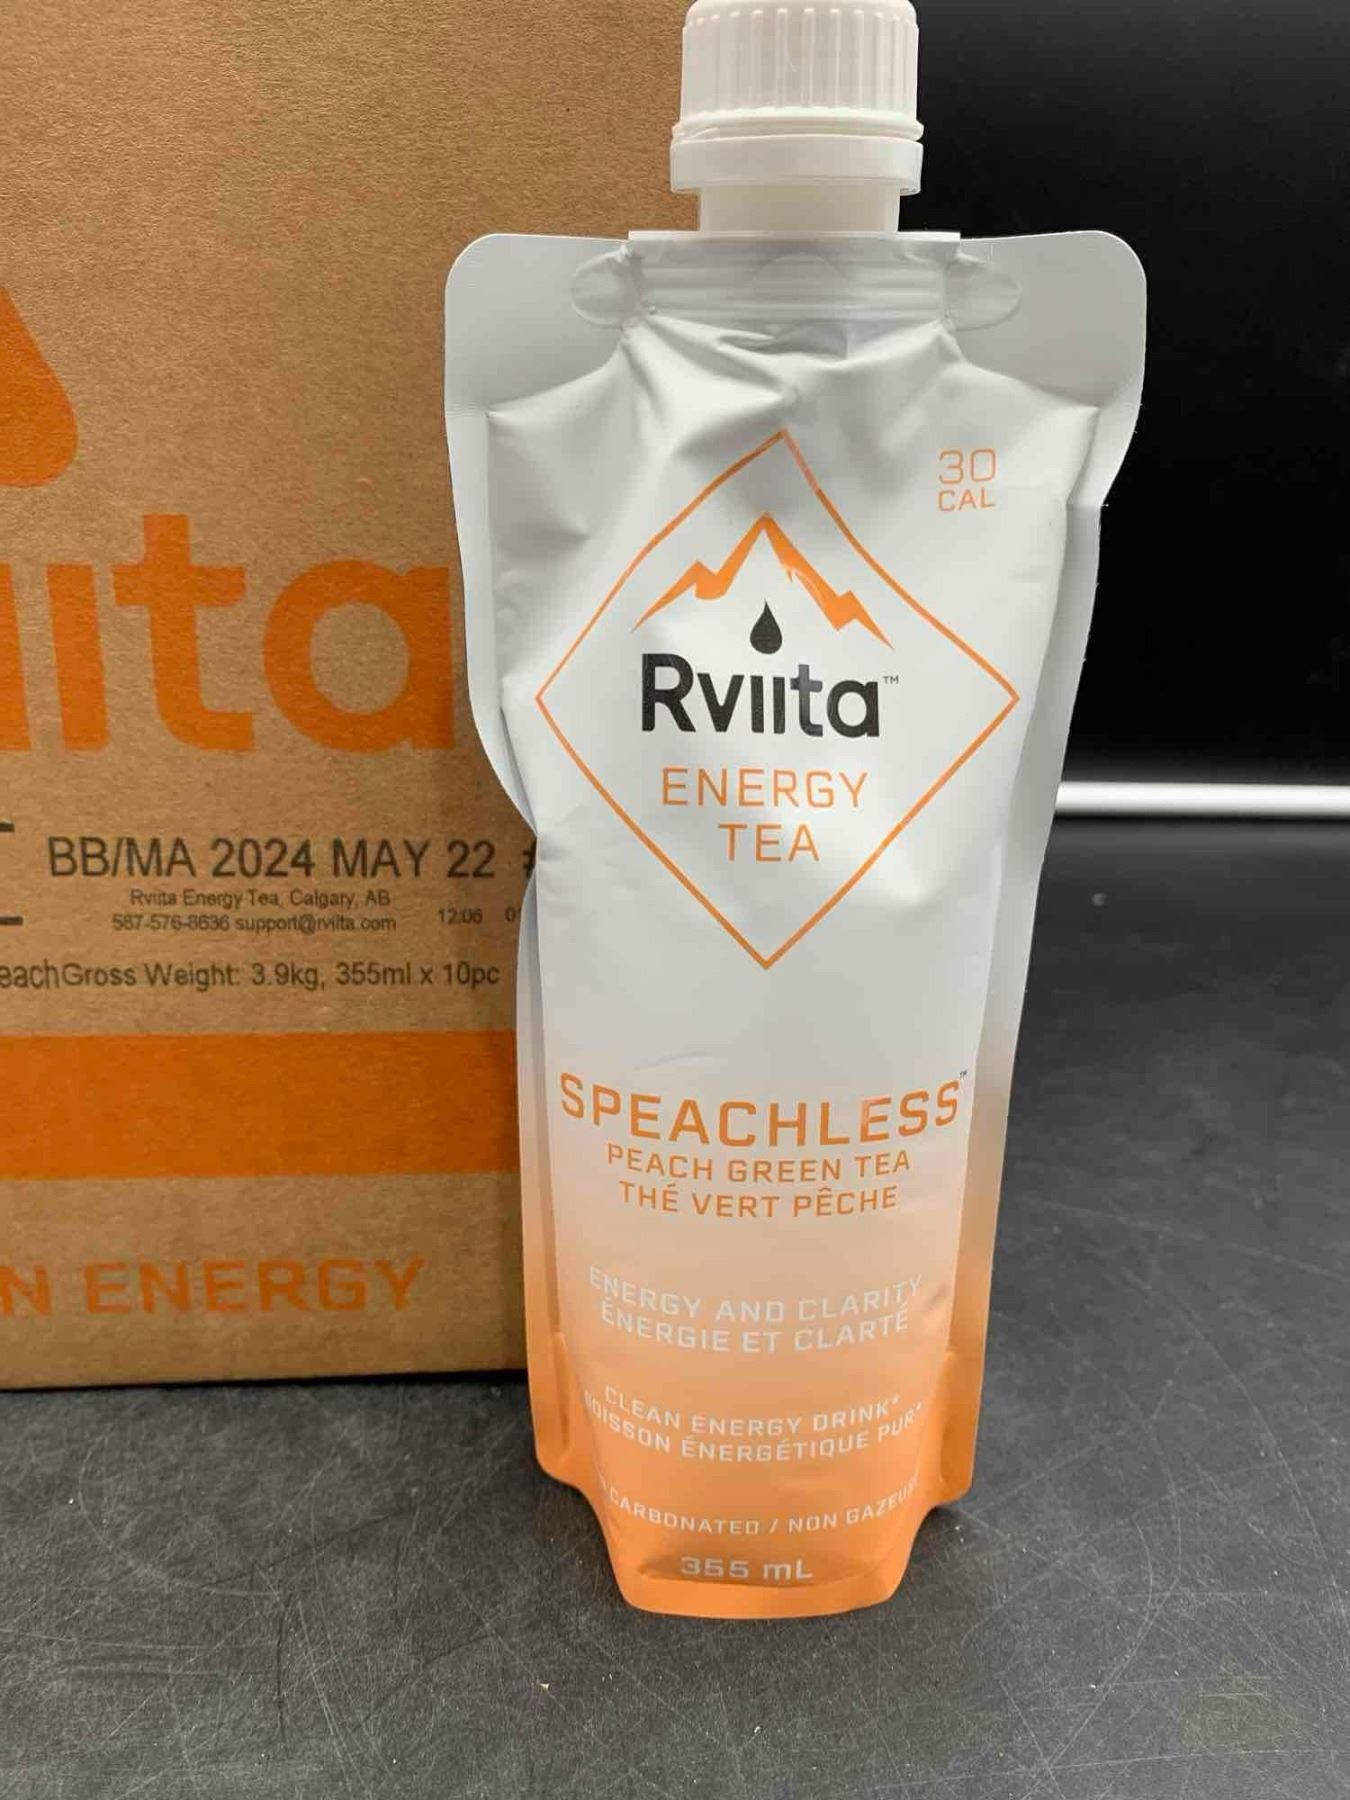 BB/MA 2024 MAY 22
Rviita Energy Tea, Calgary, AB
587-576-8636 support@rviita.com 12:06
Gross Weight: 3.9kg, 355ml x 10pc
ENERGY
30
CAL
Rviita™
ENERGY
TEA
SPEACHLESS™
PEACH GREEN TEA
THÉ VERT PÊCHE
ENERGY AND CLARITY
ÉNERGIE ET CLARTÉ
CLEAN ENERGY DRINK*
BOISSON ÉNERGÉTIQUE PUR*
CARBONATED / NON GAZEUSE
355 mL